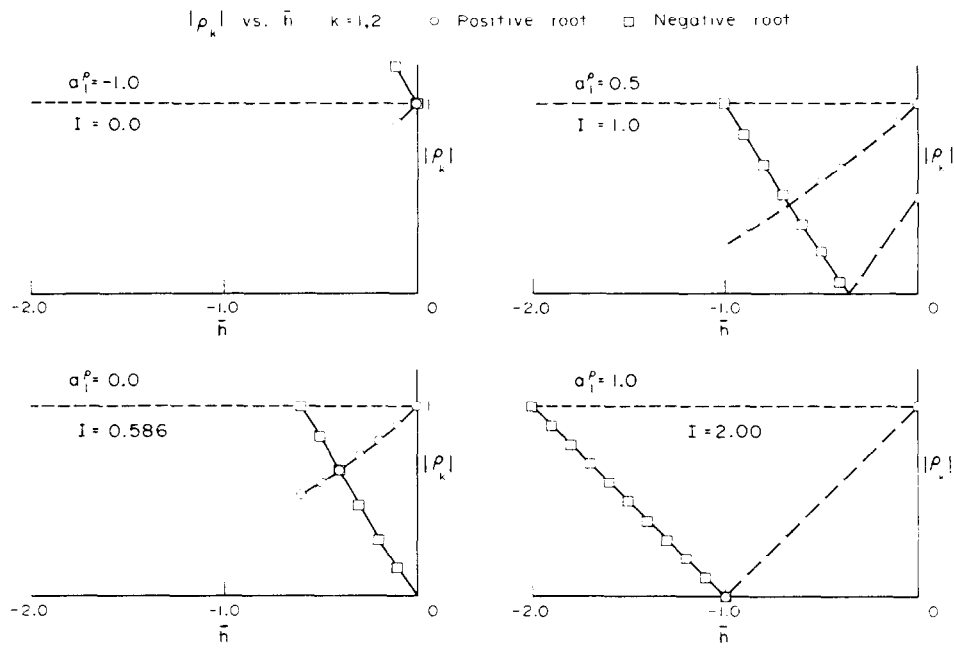 |ρₖ| vs. h̄ k = 1,2 ○ Positive root □ Negative root
a₁ᵖ = -1.0
I = 0.0
|ρₖ|
-2.0 -1.0 0
h̄
a₁ᵖ = 0.5
I = 1.0
|ρₖ|
-2.0 -1.0 0
h̄
a₁ᵖ = 0.0
I = 0.586
|ρₖ|
-2.0 -1.0 0
h̄
a₁ᵖ = 1.0
I = 2.00
|ρₖ|
-2.0 -1.0 0
h̄